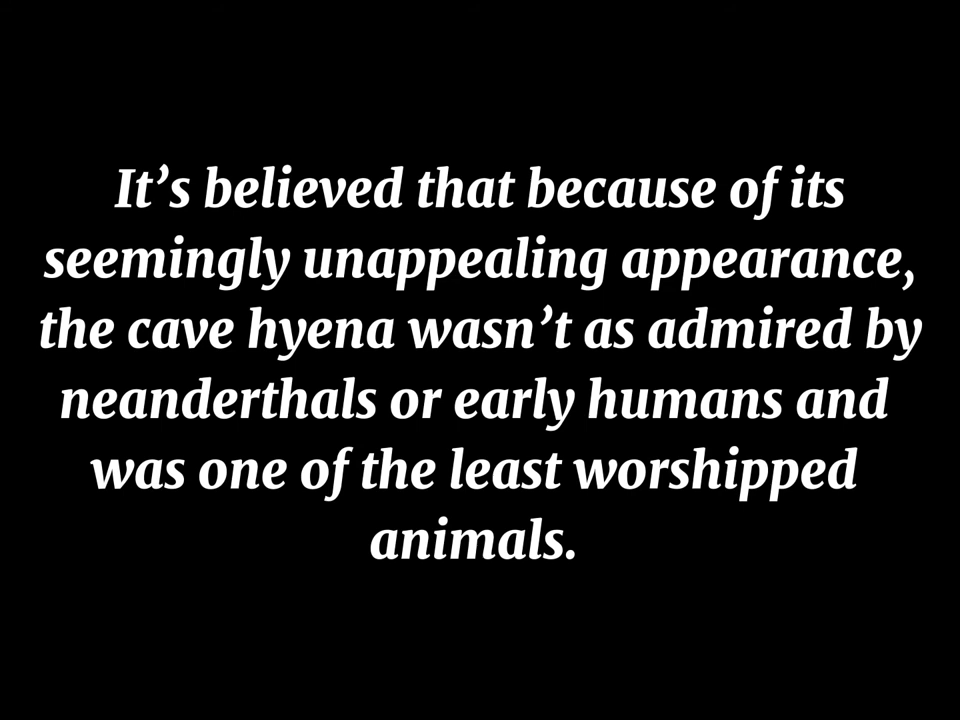 It’s believed that because of its
seemingly unappealing appearance,
the cave hyena wasn’t as admired by
neanderthals or early humans and
was one of the least worshipped
animals.